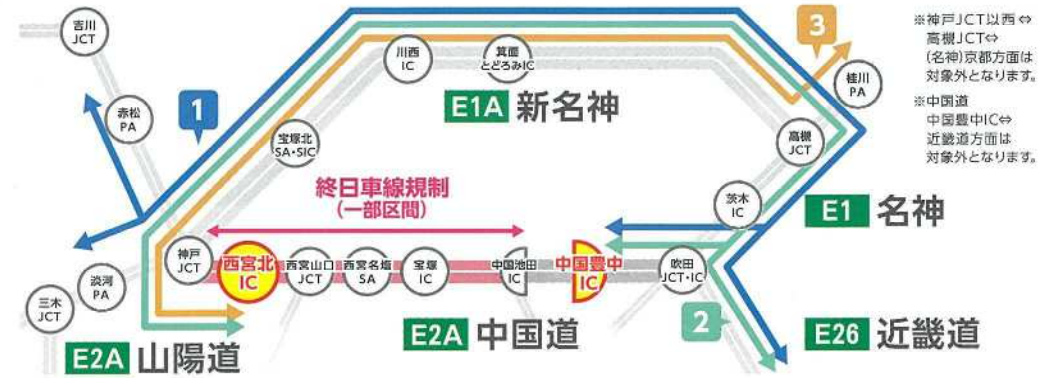 吉川
JCT
赤松
PA
1
川西
IC
箕面
とどろみIC
E1A 新名神
宝塚北
SA・SIC
3
桂川
PA
※神戸JCT以西⇔
高槻JCT⇔
(名神)京都方面は
対象外となります。
※中国道
中国豊中IC⇔
近畿道方面は
対象外となります。
高槻
JCT
茨木
IC
E1 名神
終日車線規制
(一部区間)
神戸
JCT
西宮北
IC
西宮山口
JCT
西宮名塩
SA
宝塚
IC
中国池田
IC
中国豊中
IC
吹田
JCT・IC
淡河
PA
三木
JCT
E2A 山陽道
E2A 中国道
2
E26 近畿道